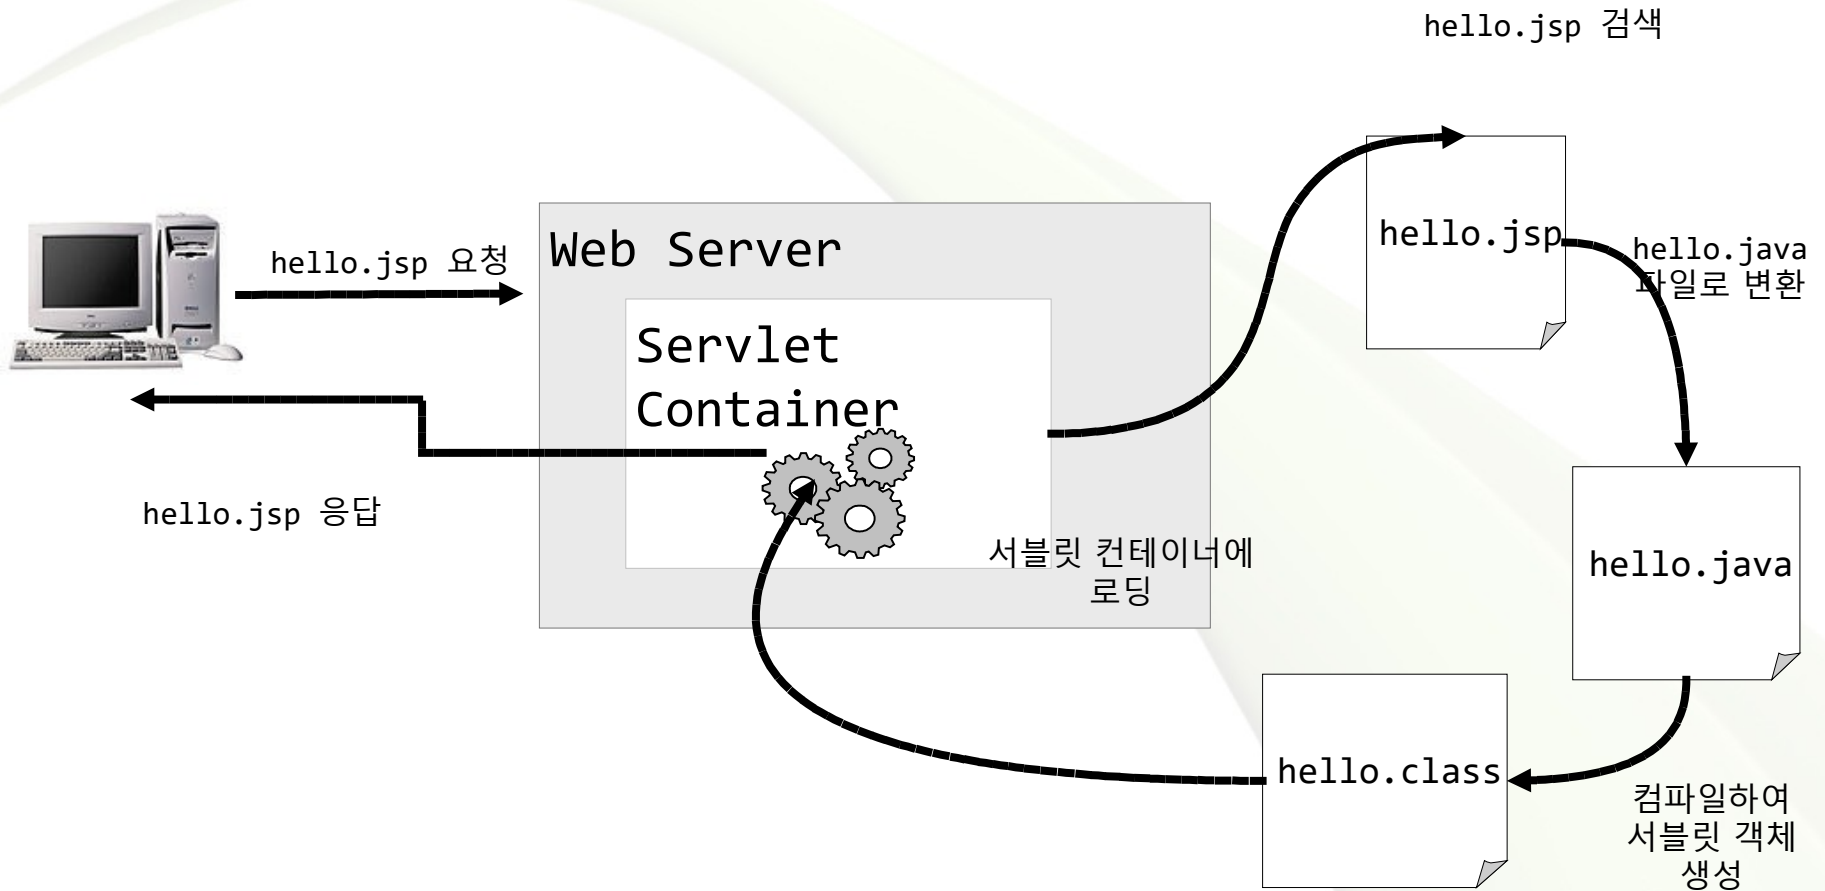 hello.jsp 검색
hello.jsp 요청
Web Server
Servlet
Container
hello.jsp
hello.java
파일로 변환
hello.jsp 응답
서블릿 컨테이너에
로딩
hello.java
hello.class
컴파일하여
서블릿 객체
생성